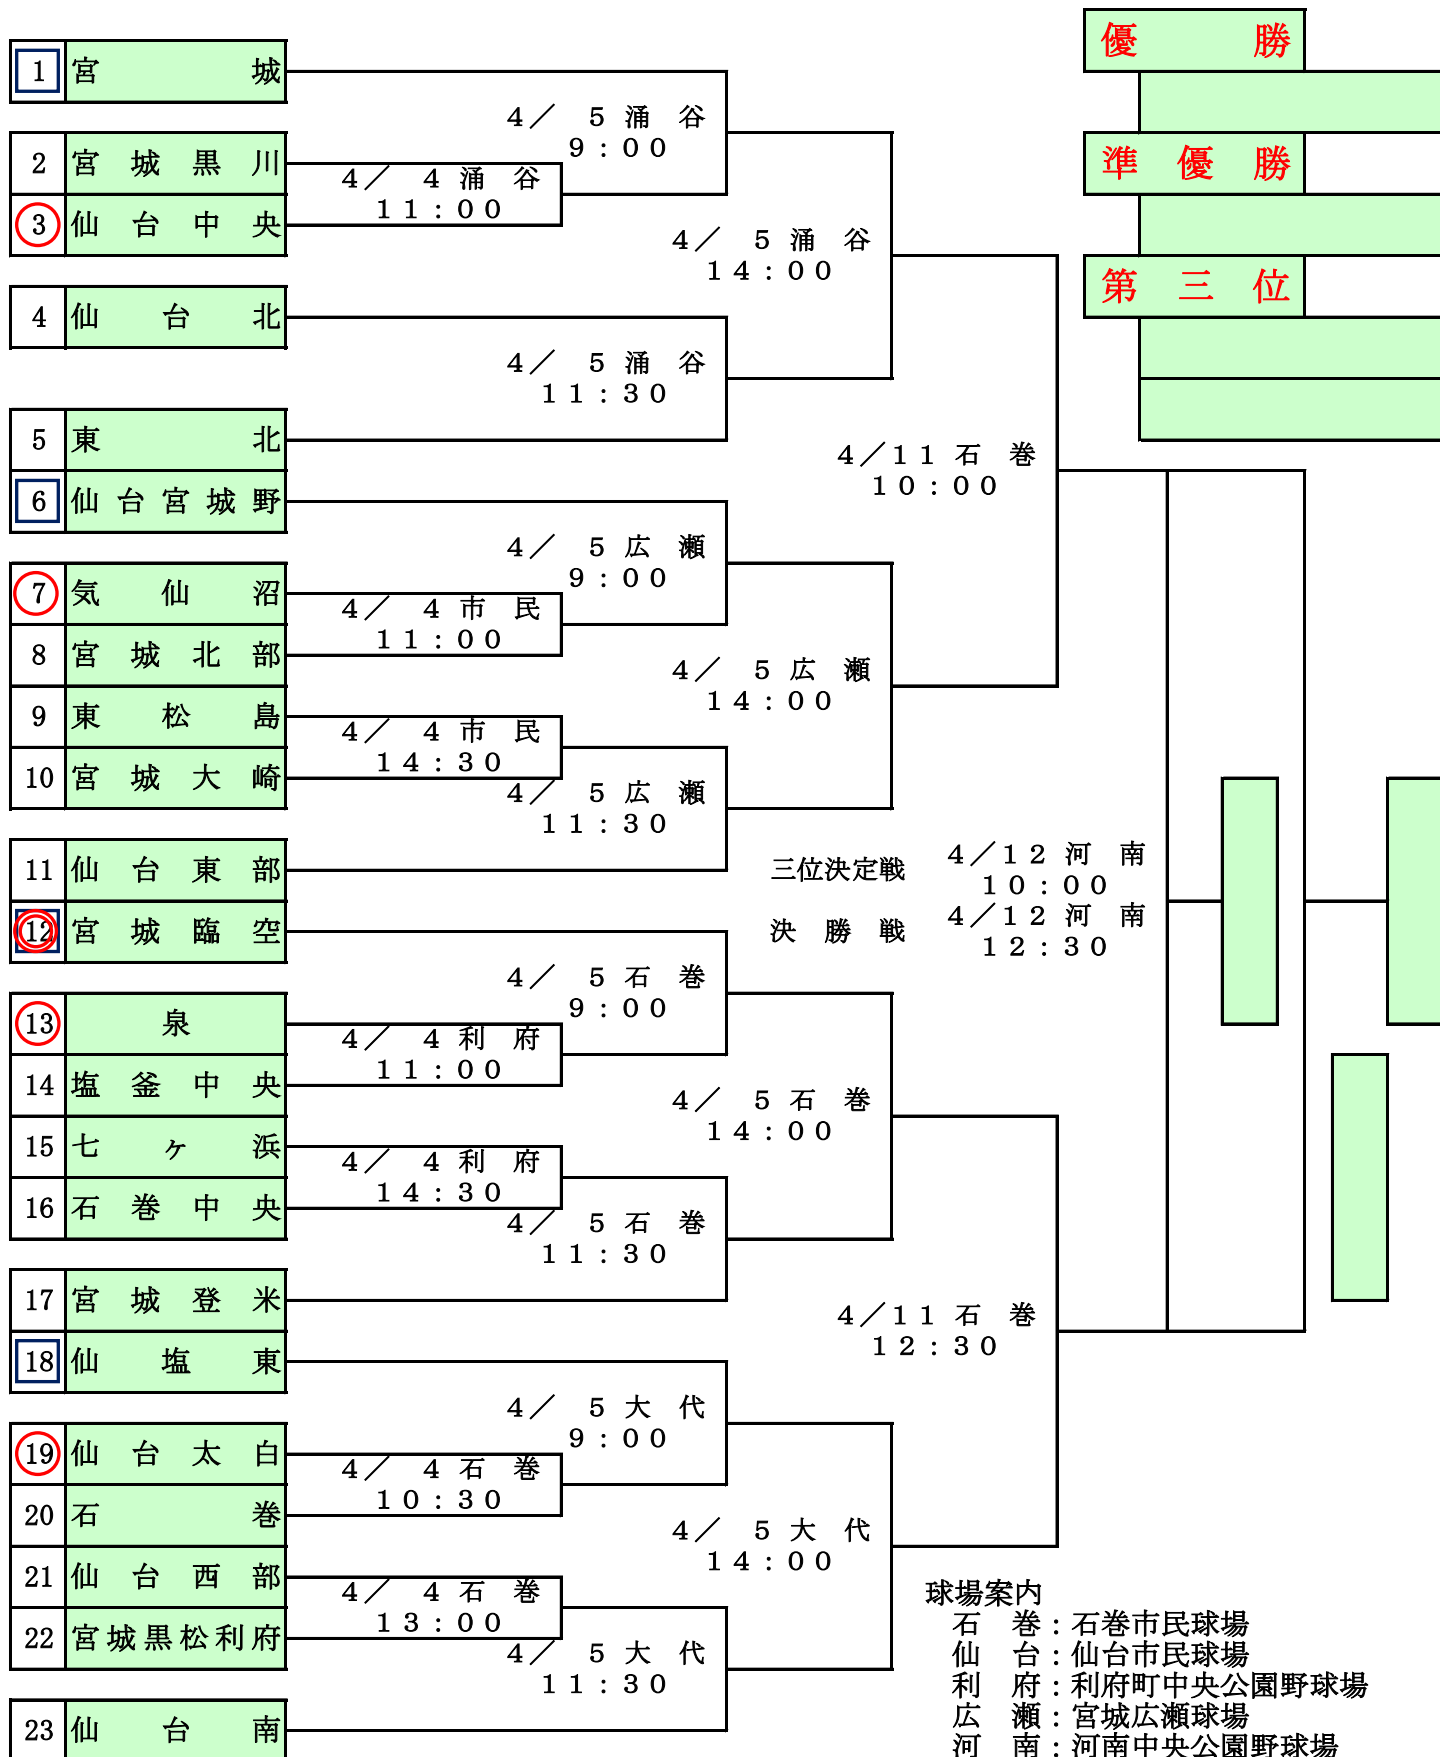 優勝
1 宮城
4／ 5 涌谷
9：00
2 宮城黒川
準優勝
4／ 4 涌谷
11：00
3 仙台中央
4／ 5 涌谷
14：00
第三位
4 仙台北
4／ 5 涌谷
11：30
5 東北
4／11 石巻
10：00
6 仙台宮城野
4／ 5 広瀬
9：00
7 気仙沼
4／ 4 市民
11：00
8 宮城北部
4／ 5 広瀬
14：00
9 東松島
4／ 4 市民
14：30
10 宮城大崎
4／ 5 広瀬
11：30
11 仙台東部
三位決定戦 4／12 河南
10：00
12 宮城臨空
決勝戦 4／12 河南
12：30
4／ 5 石巻
9：00
13 泉
4／ 4 利府
11：00
14 塩釜中央
4／ 5 石巻
14：00
15 七ヶ浜
4／ 4 利府
14：30
16 石巻中央
4／ 5 石巻
11：30
17 宮城登米
4／11 石巻
12：30
18 仙塩東
4／ 5 大代
9：00
19 仙台太白
4／ 4 石巻
10：30
20 石巻
4／ 5 大代
14：00
21 仙台西部
4／ 4 石巻
13：00
22 宮城黒松利府
4／ 5 大代
11：30
23 仙台南
球場案内
石巻：石巻市民球場
仙台：仙台市民球場
利府：利府町中央公園野球場
広瀬：宮城広瀬球場
河南：河南中央公園野球場